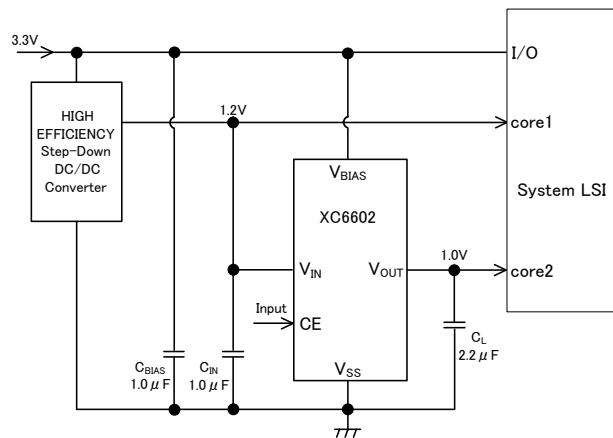 3.3V
I/O
HIGH
EFFICIENCY
Step-Down
DC/DC
Converter
1.2V
core1
VBIAS
XC6602
System LSI
VIN
VOUT
1.0V
core2
Input
CE
CBIAS
1.0μF
CIN
1.0μF
VSS
CL
2.2μF